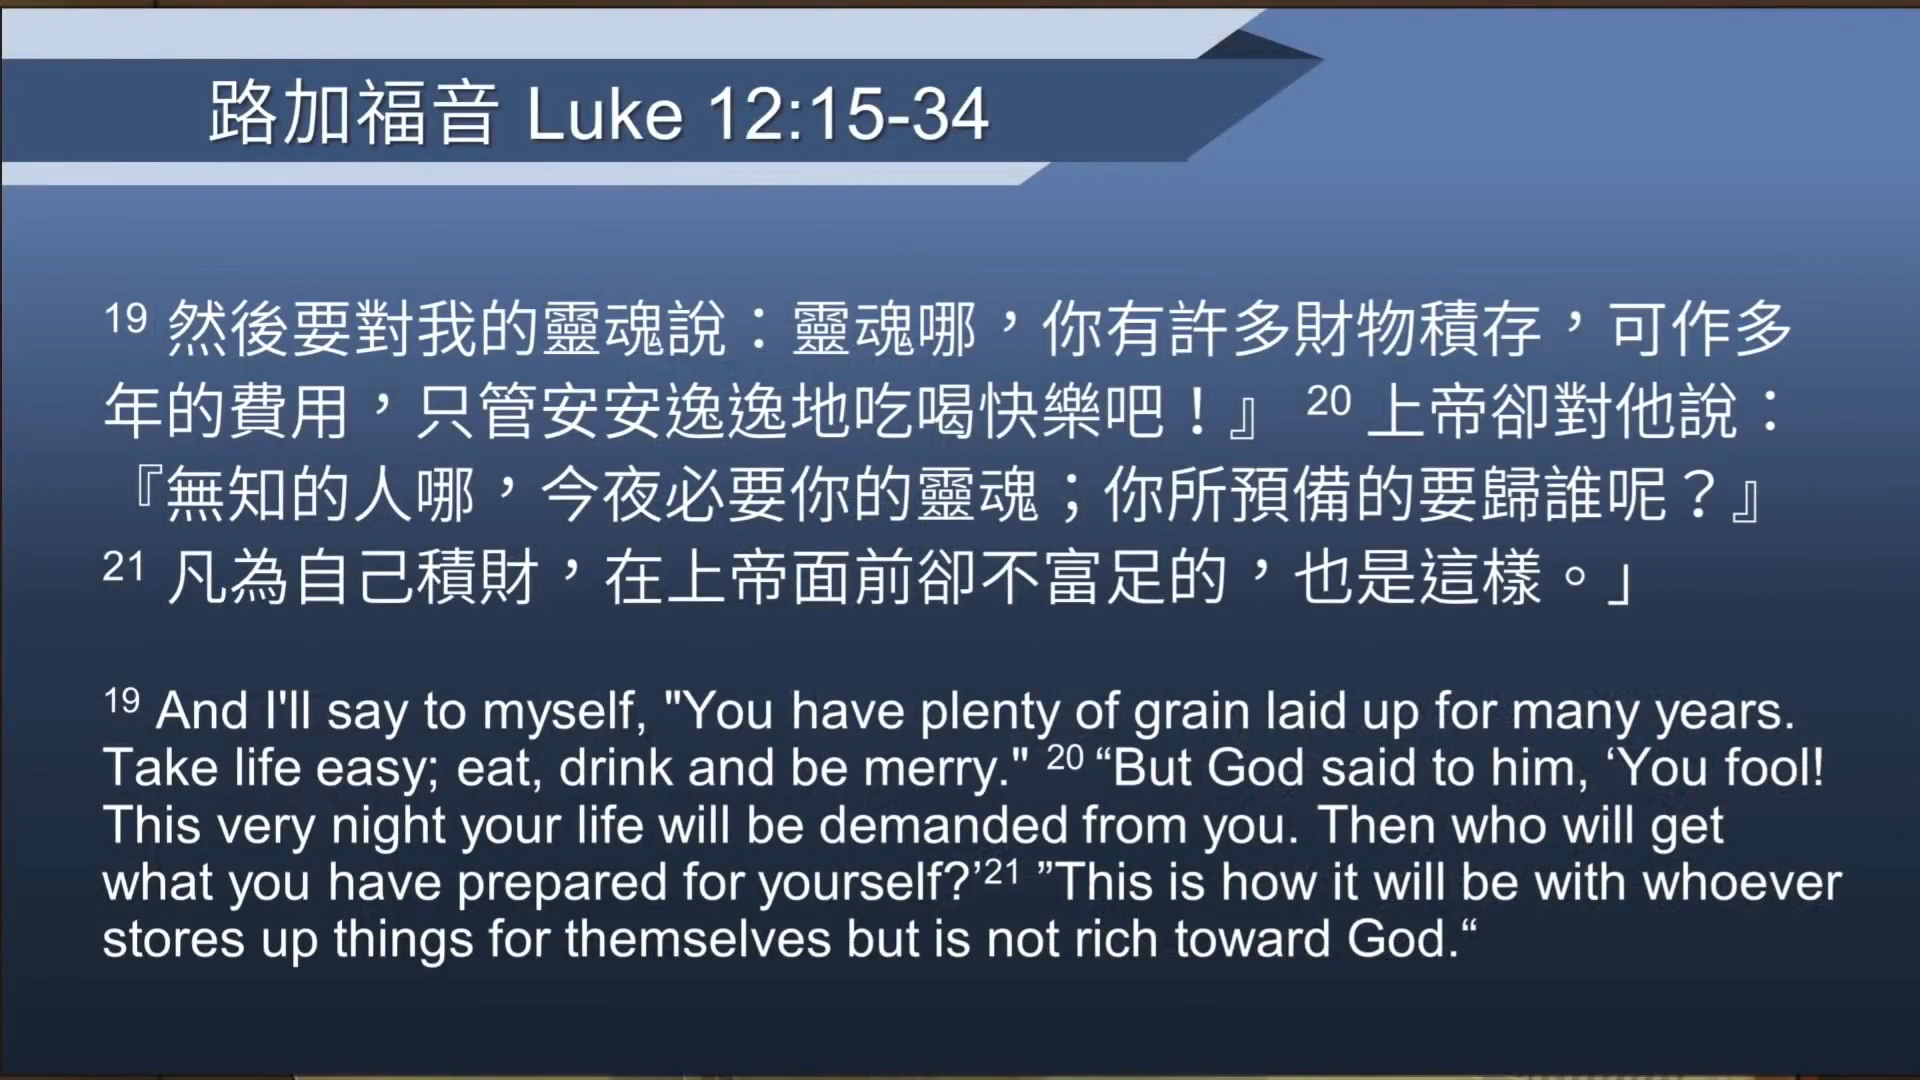 路加福音 Luke 12:15-34
19 然後要對我的靈魂說：靈魂哪，你有許多財物積存，可作多
年的費用，只管安安逸逸地吃喝快樂吧！』 20 上帝卻對他說：
『無知的人哪，今夜必要你的靈魂；你所預備的要歸誰呢？』
21 凡為自己積財，在上帝面前卻不富足的，也是這樣。」
19 And I'll say to myself, "You have plenty of grain laid up for many years.
Take life easy; eat, drink and be merry." 20 “But God said to him, ‘You fool!
This very night your life will be demanded from you. Then who will get
what you have prepared for yourself?’21 ”This is how it will be with whoever
stores up things for themselves but is not rich toward God.“